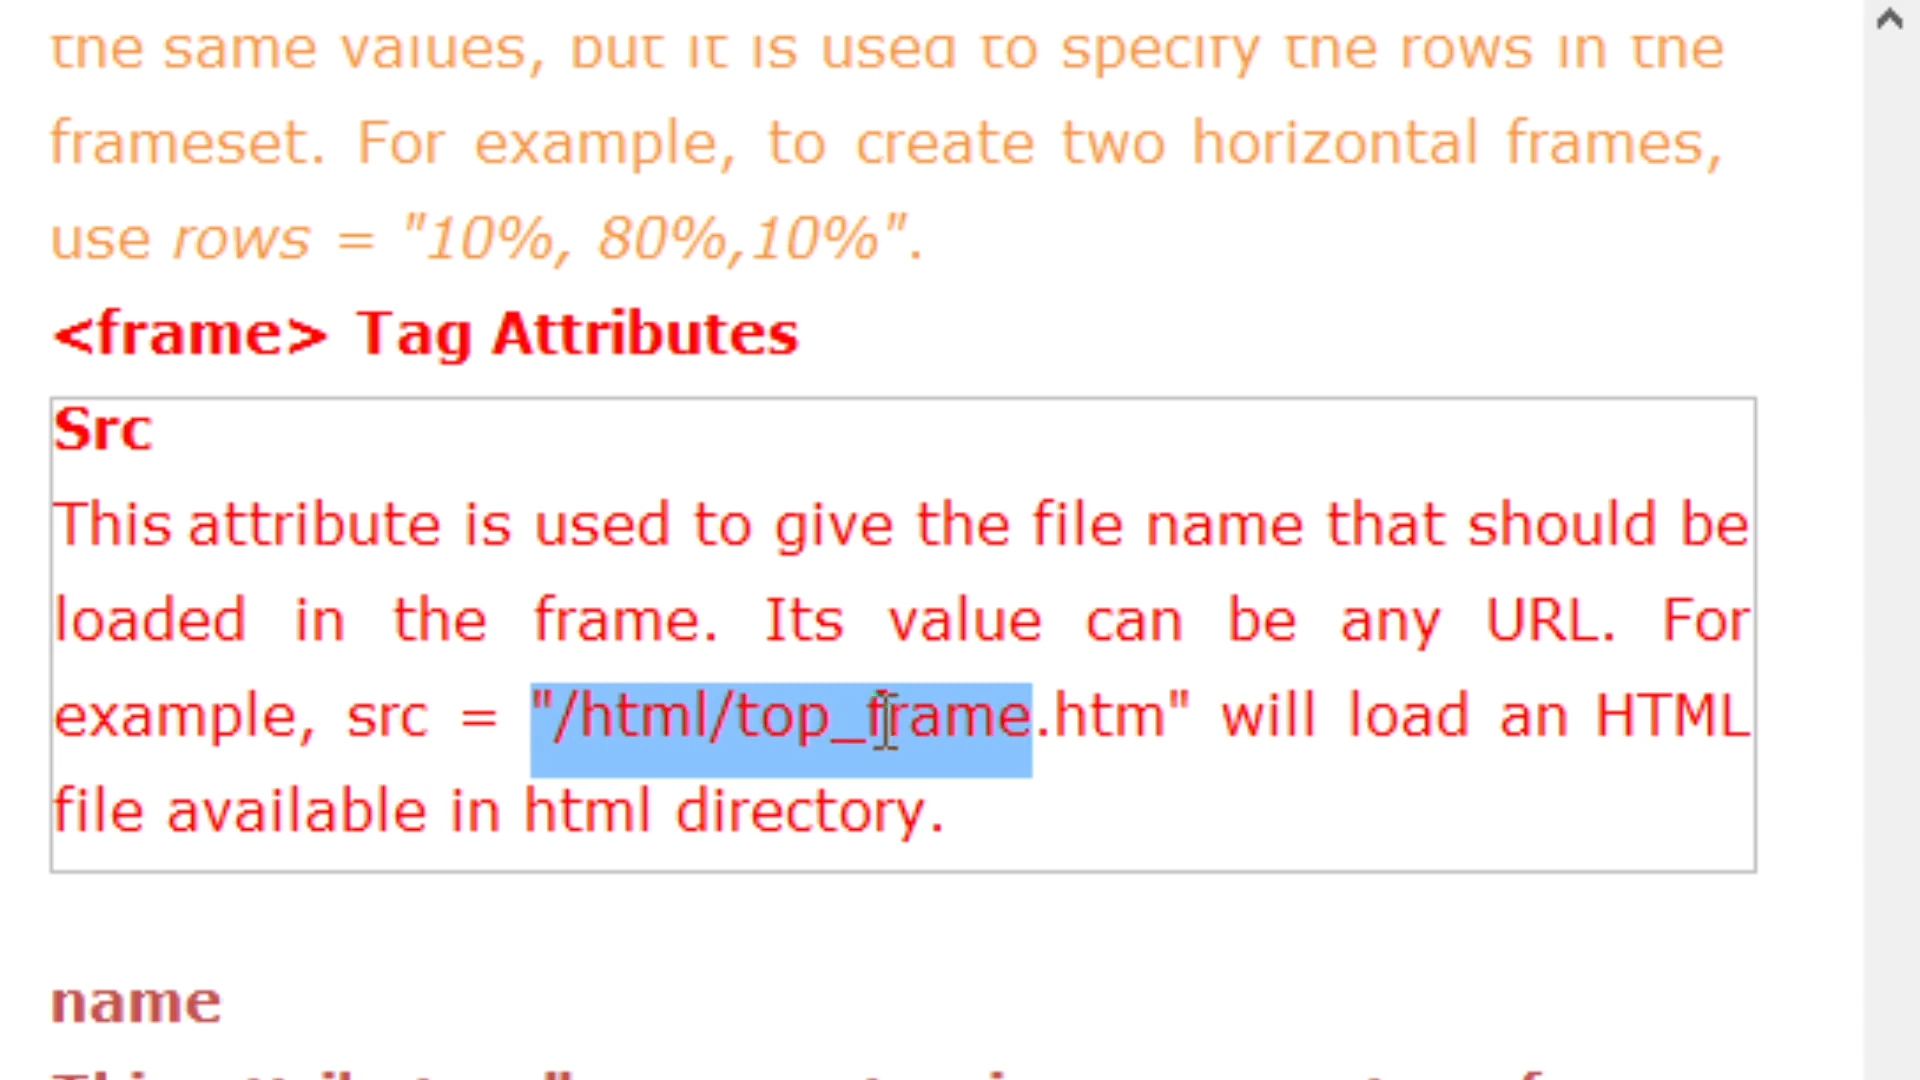 the same values, but it is used to specify the rows in the
frameset. For example, to create two horizontal frames,
use rows = "10%, 80%,10%".
<frame> Tag Attributes
Src
This attribute is used to give the file name that should be
loaded in the frame. Its value can be any URL. For
example, src = "/html/top_frame.htm" will load an HTML
file available in html directory.
name